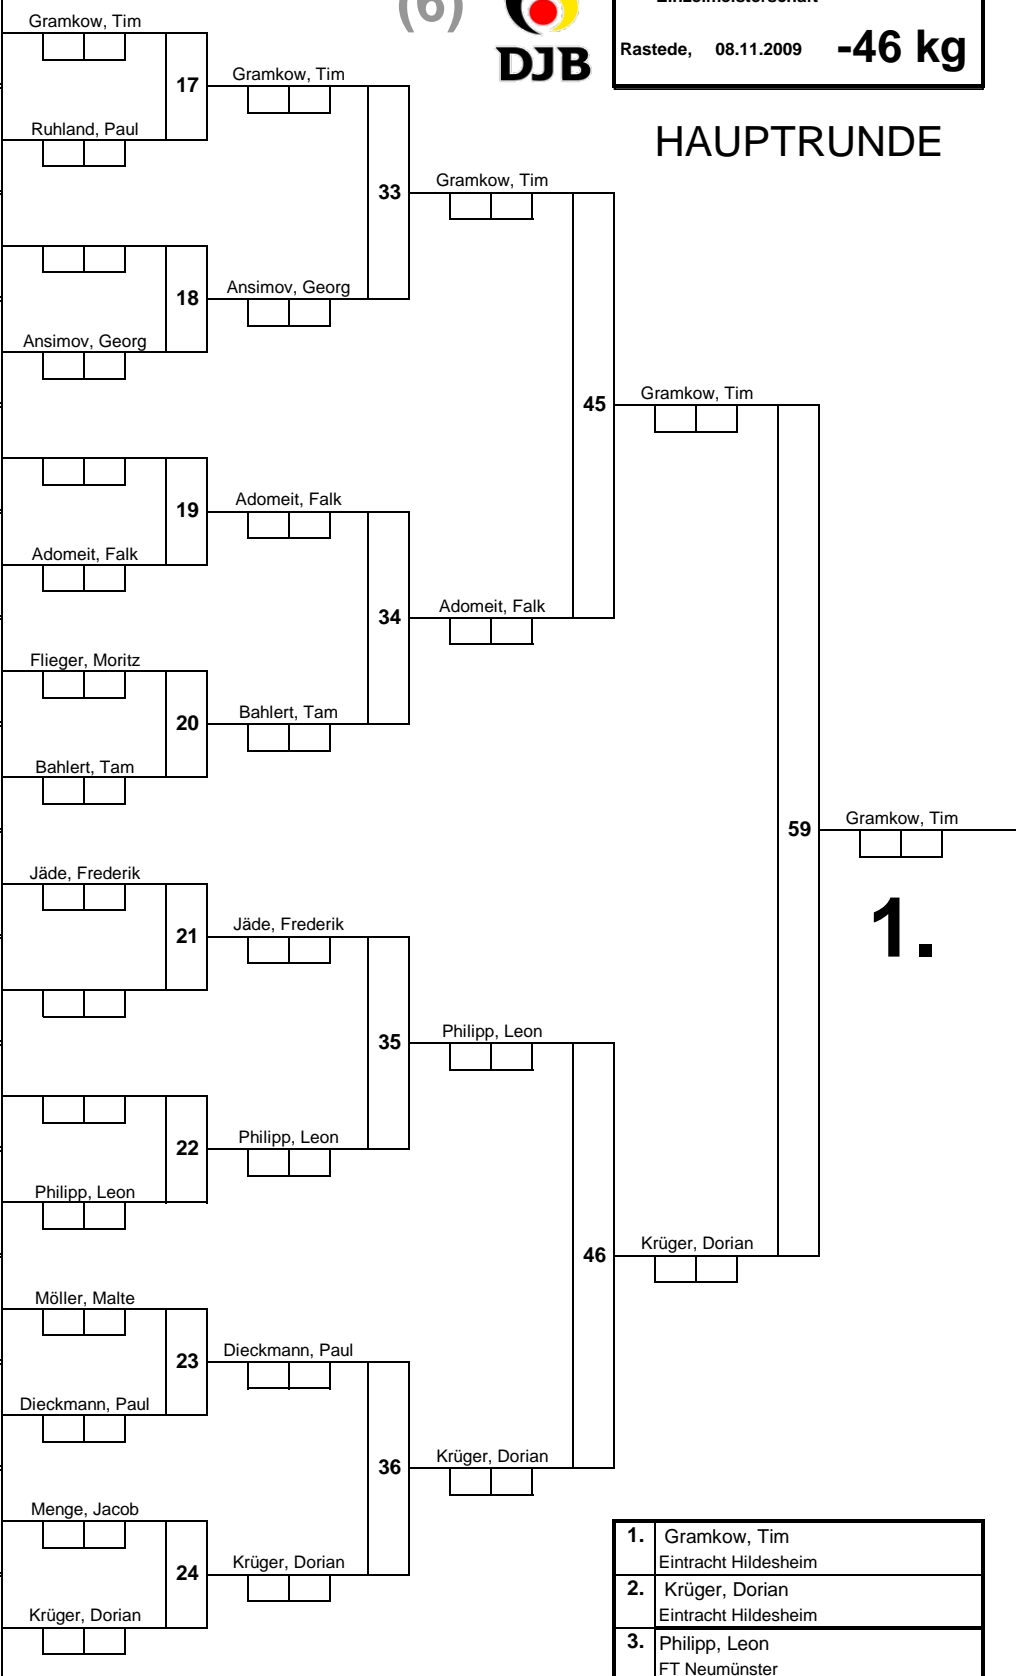 (6)
DJB
Rastede, 08.11.2009 -46 kg
HAUPTRUNDE
Gramkow, Tim
17
Ruhland, Paul
18
Ansimov, Georg
19
Adomeit, Falk
Flieger, Moritz
20
Bahlert, Tam
Jäde, Frederik
21
22
Philipp, Leon
Möller, Malte
23
Dieckmann, Paul
Menge, Jacob
24
Krüger, Dorian
Gramkow, Tim
33
Ansimov, Georg
Adomeit, Falk
34
Bahlert, Tam
Jäde, Frederik
35
Philipp, Leon
Dieckmann, Paul
36
Krüger, Dorian
Gramkow, Tim
45
Adomeit, Falk
Philipp, Leon
46
Krüger, Dorian
Gramkow, Tim
59
Krüger, Dorian
Gramkow, Tim
1.
1. Gramkow, Tim
Eintracht Hildesheim
2. Krüger, Dorian
Eintracht Hildesheim
3. Philipp, Leon
FT Neumünster